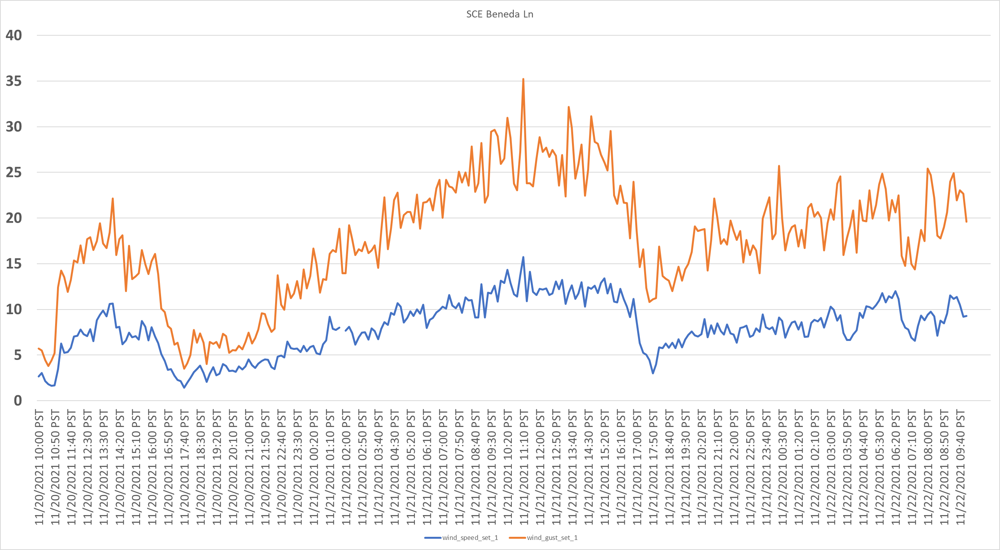 SCE Beneda Ln
40
35
30
25
20
15
10
5
0
11/20/2021 10:00 PST
11/20/2021 10:50 PST
11/20/2021 11:40 PST
11/20/2021 12:30 PST
11/20/2021 13:30 PST
11/20/2021 14:20 PST
11/20/2021 15:10 PST
11/20/2021 16:00 PST
11/20/2021 16:50 PST
11/20/2021 17:40 PST
11/20/2021 18:30 PST
11/20/2021 19:20 PST
11/20/2021 20:10 PST
11/20/2021 21:00 PST
11/20/2021 21:50 PST
11/20/2021 22:40 PST
11/20/2021 23:30 PST
11/21/2021 00:20 PST
11/21/2021 01:10 PST
11/21/2021 02:00 PST
11/21/2021 02:50 PST
11/21/2021 03:40 PST
11/21/2021 04:30 PST
11/21/2021 05:20 PST
11/21/2021 06:10 PST
11/21/2021 07:00 PST
11/21/2021 07:50 PST
11/21/2021 08:40 PST
11/21/2021 09:30 PST
11/21/2021 10:20 PST
11/21/2021 11:10 PST
11/21/2021 12:00 PST
11/21/2021 12:50 PST
11/21/2021 13:40 PST
11/21/2021 14:30 PST
11/21/2021 15:20 PST
11/21/2021 16:10 PST
11/21/2021 17:00 PST
11/21/2021 17:50 PST
11/21/2021 18:40 PST
11/21/2021 19:30 PST
11/21/2021 20:20 PST
11/21/2021 21:10 PST
11/21/2021 22:00 PST
11/21/2021 22:50 PST
11/21/2021 23:40 PST
11/22/2021 00:30 PST
11/22/2021 01:20 PST
11/22/2021 02:10 PST
11/22/2021 03:00 PST
11/22/2021 03:50 PST
11/22/2021 04:40 PST
11/22/2021 05:30 PST
11/22/2021 06:20 PST
11/22/2021 07:10 PST
11/22/2021 08:00 PST
11/22/2021 08:50 PST
11/22/2021 09:40 PST
wind_speed_set_1
wind_gust_set_1